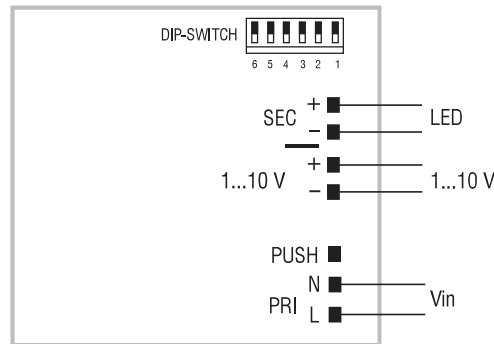 DIP-SWITCH
6 5 4 3 2 1
SEC + LED
−
+
1...10 V − 1...10 V
PUSH
N
PRI Vin
L